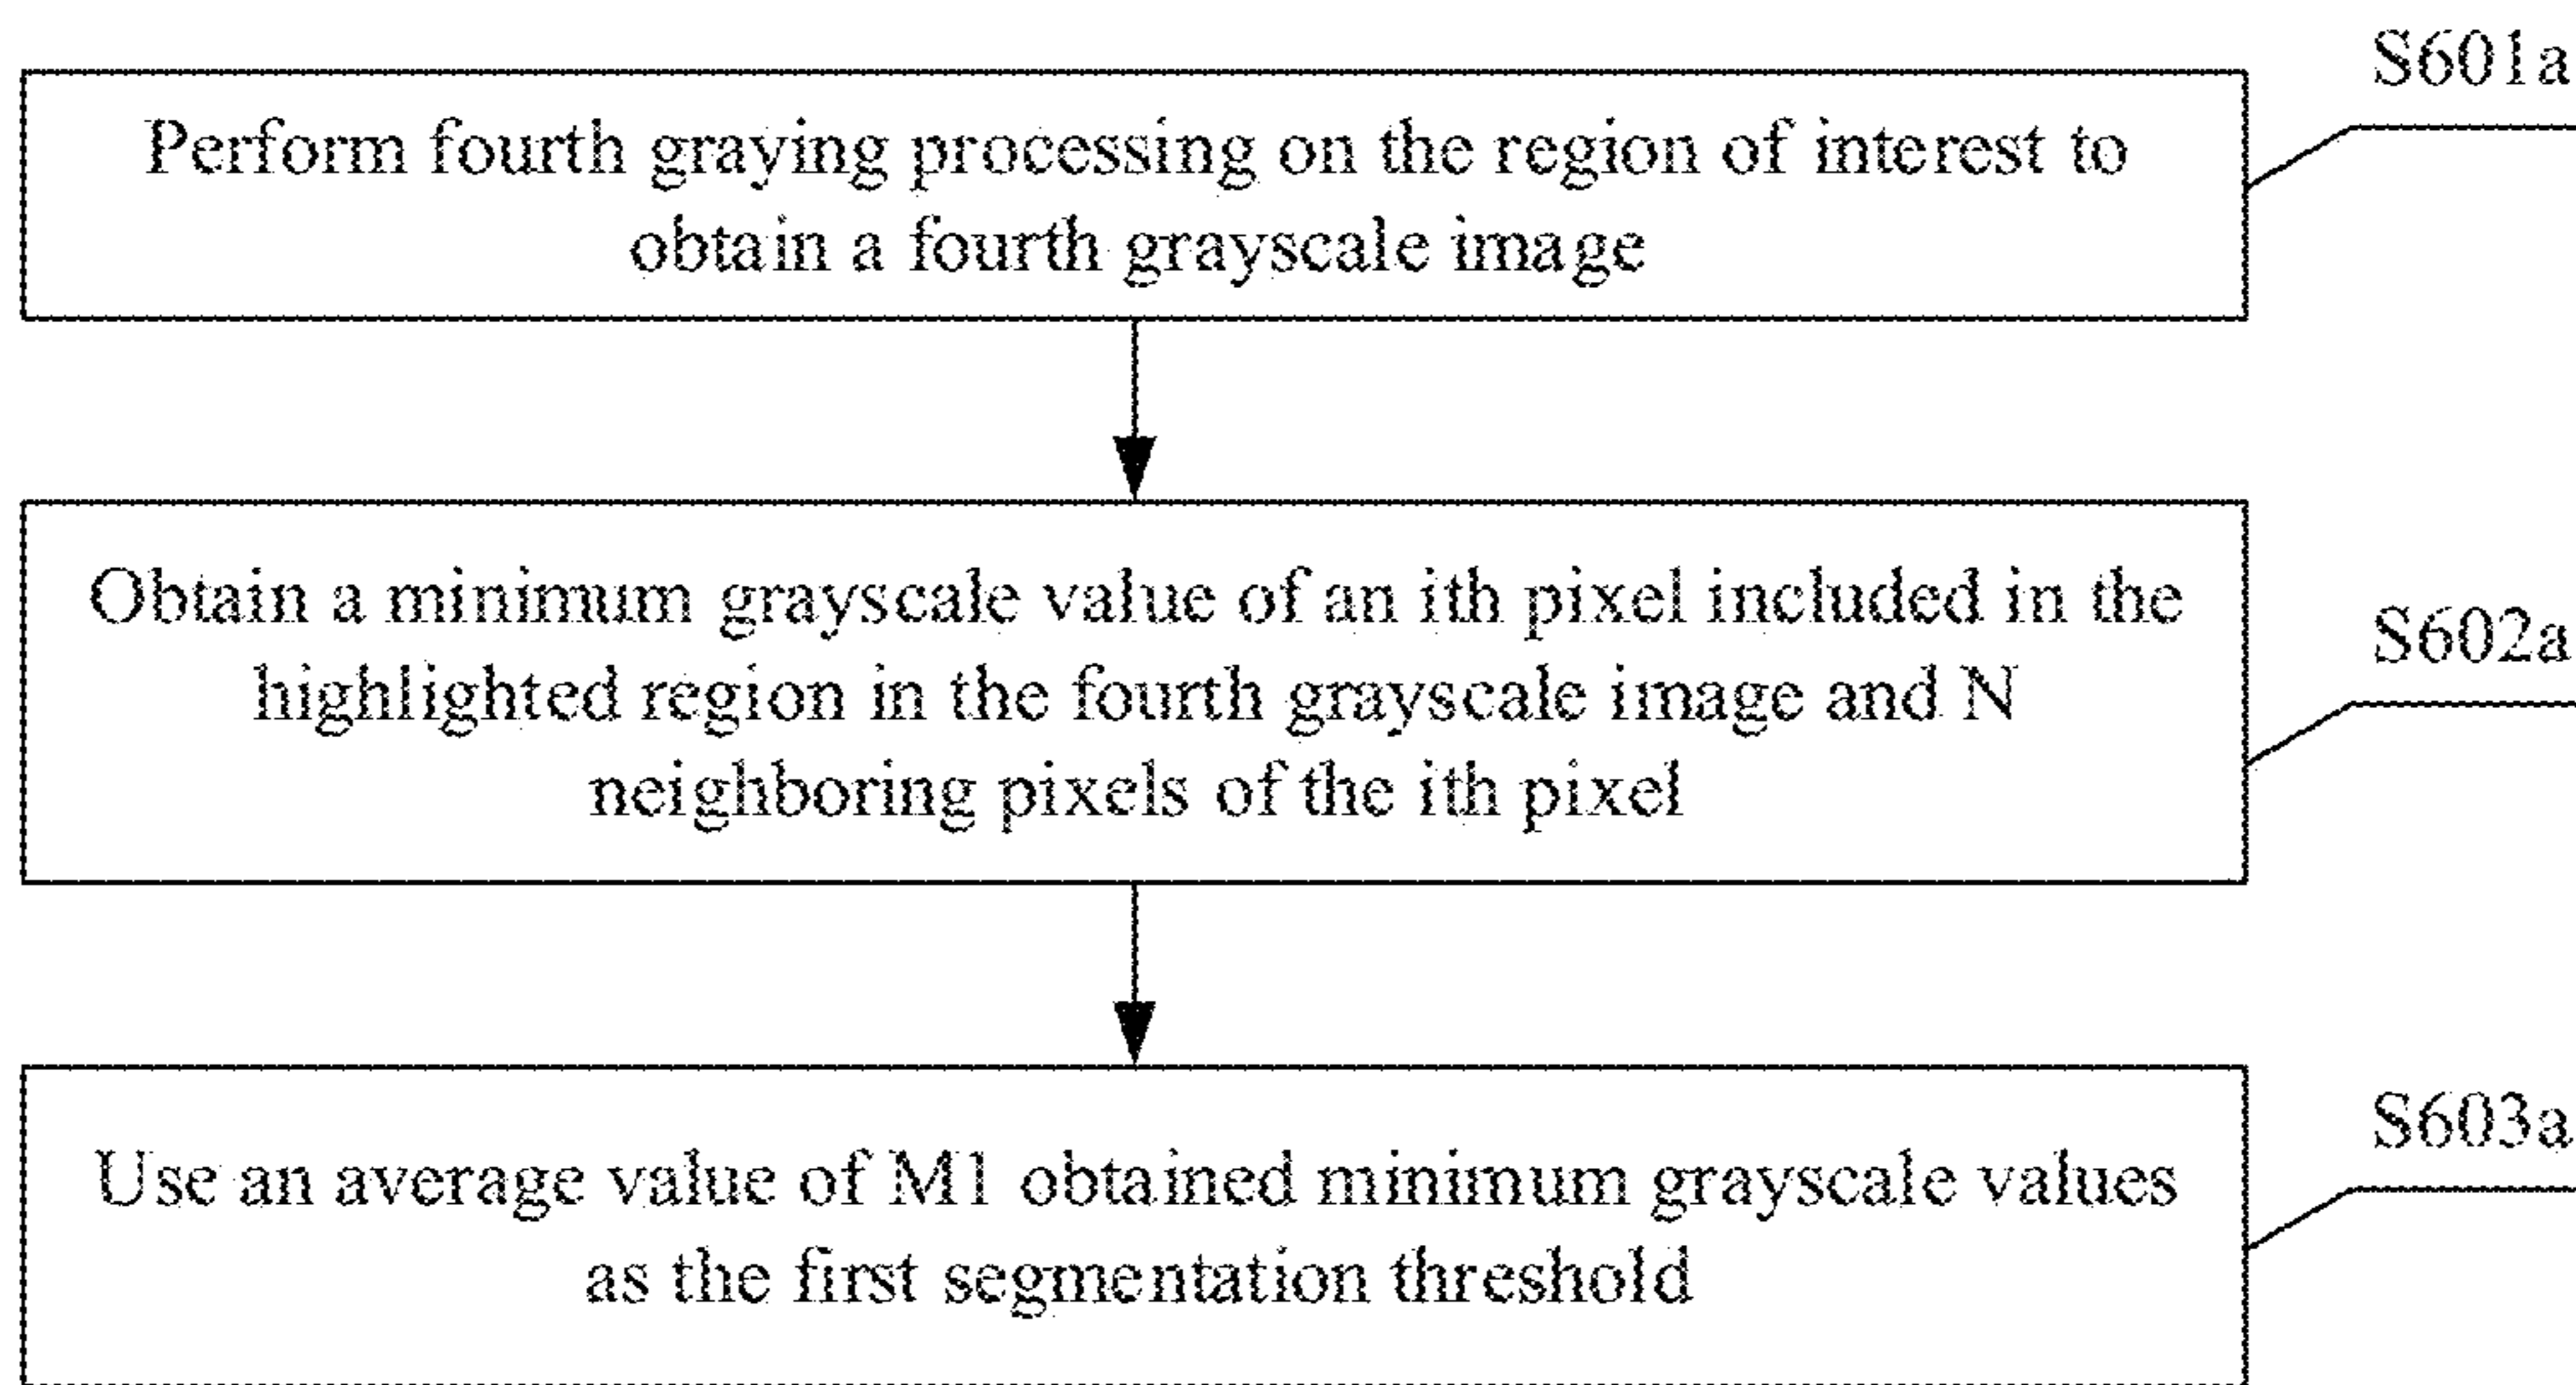 S601a
Perform fourth graying processing on the region of interest to
obtain a fourth grayscale image
Obtain a minimum grayscale value of an ith pixel included in the
highlighted region in the fourth grayscale image and N
neighboring pixels of the ith pixel
S602a
Use an average value of M1 obtained minimum grayscale values
as the first segmentation threshold
S603a